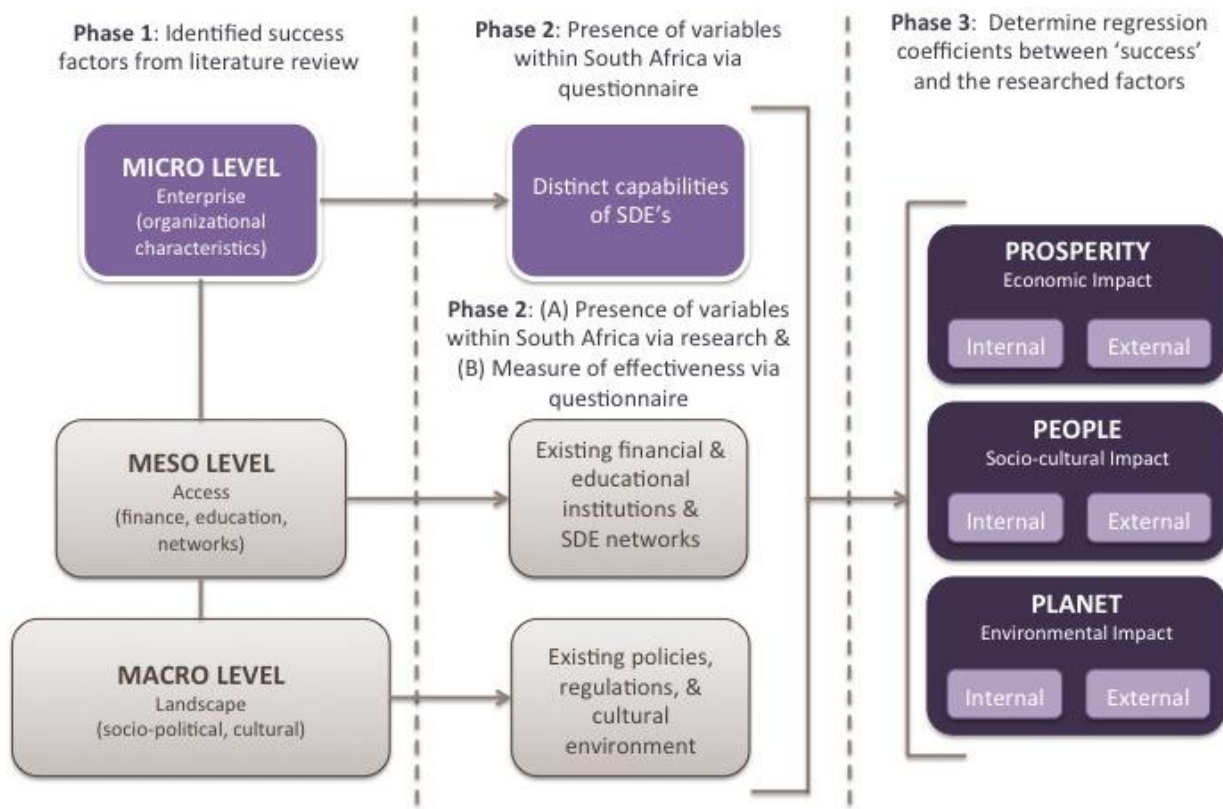 Phase 1: Identified success
factors from literature review
MICRO LEVEL
Enterprise
(organizational
characteristics)
MESO LEVEL
Access
(finance, education,
networks)
MACRO LEVEL
Landscape
(socio-political, cultural)
Phase 2: Presence of variables
within South Africa via
questionnaire
Distinct capabilities
of SDE's
Phase 2: (A) Presence of variables
within South Africa via research &
(B) Measure of effectiveness via
questionnaire
Existing financial &
educational
institutions &
SDE networks
Existing policies,
regulations, &
cultural
environment
Phase 3:  Determine regression
coefficients between ‘success’
and the researched factors
PROSPERITY
Economic Impact
Internal
External
PEOPLE
Socio-cultural Impact
Internal
External
PLANET
Environmental Impact
Internal
External